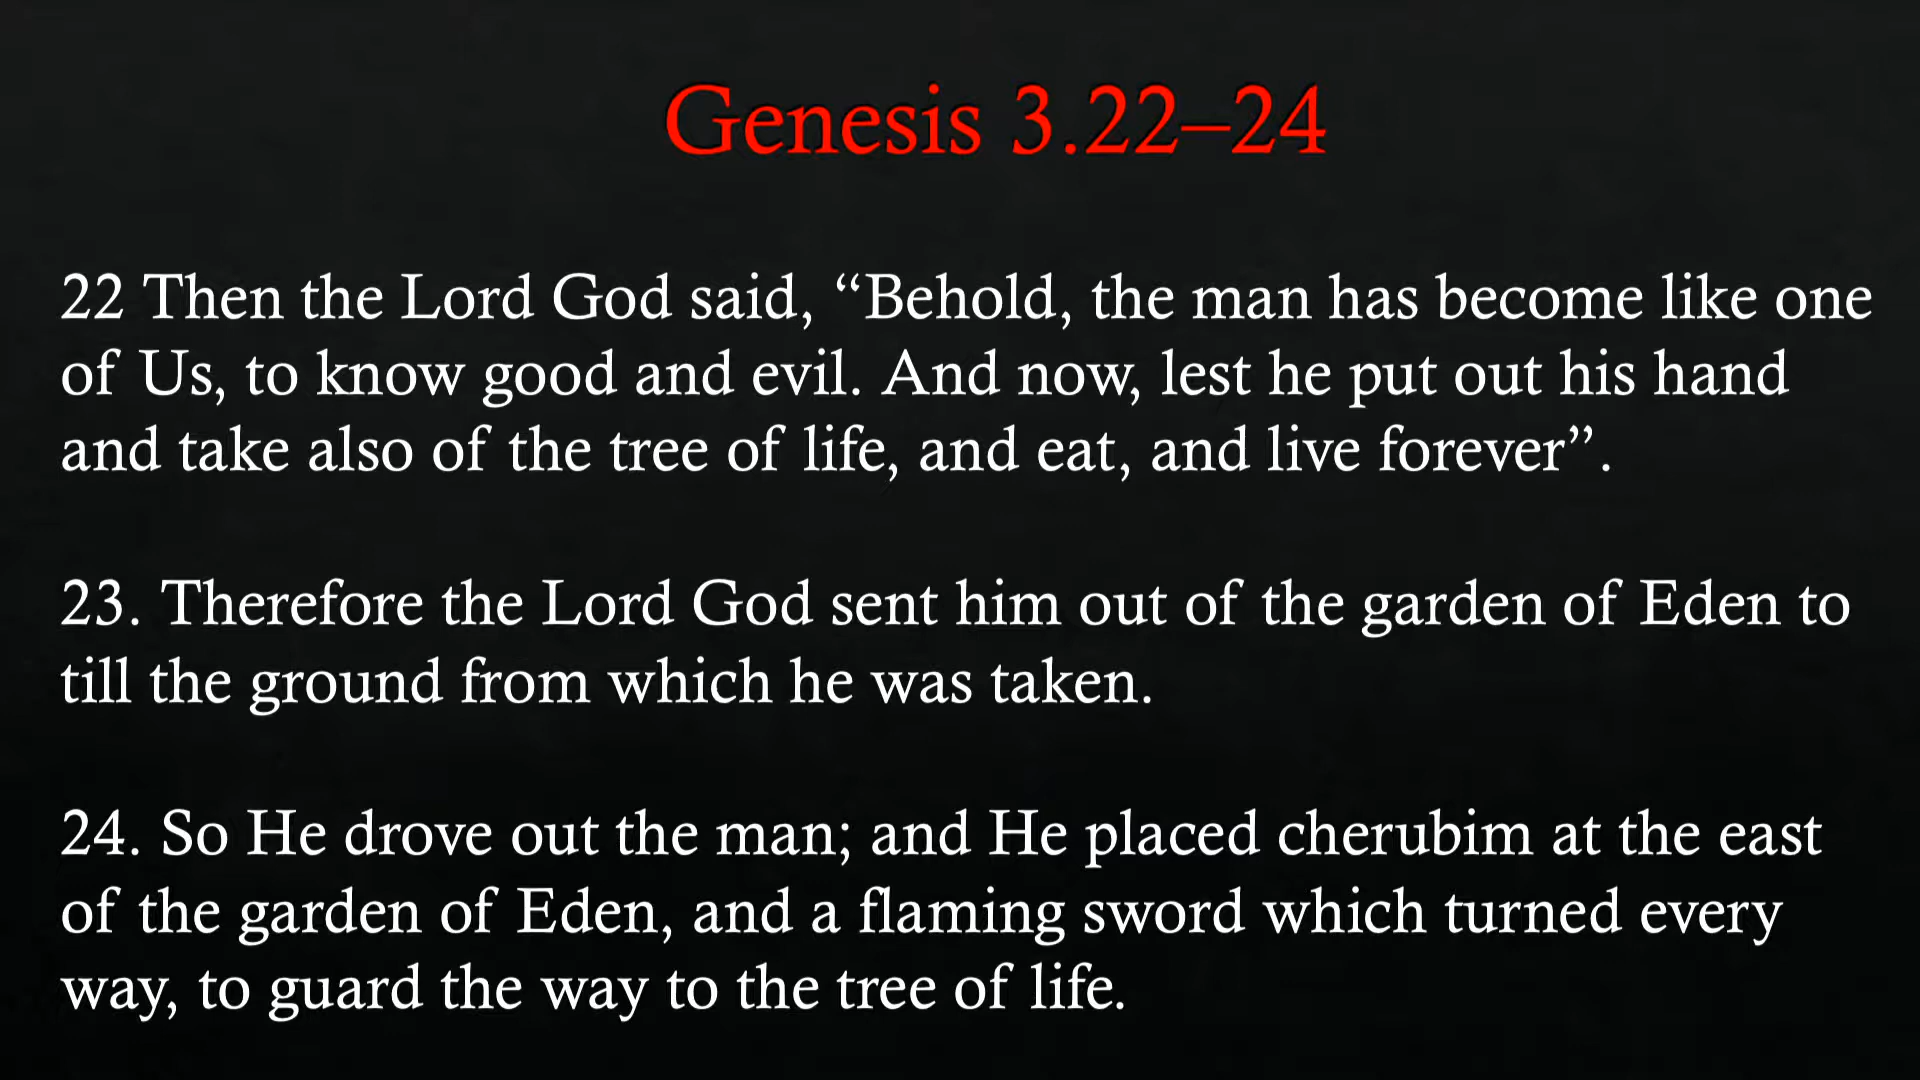 Genesis 3.22–24
22 Then the Lord God said, “Behold, the man has become like one
of Us, to know good and evil. And now, lest he put out his hand
and take also of the tree of life, and eat, and live forever”.
23. Therefore the Lord God sent him out of the garden of Eden to
till the ground from which he was taken.
24. So He drove out the man; and He placed cherubim at the east
of the garden of Eden, and a flaming sword which turned every
way, to guard the way to the tree of life.